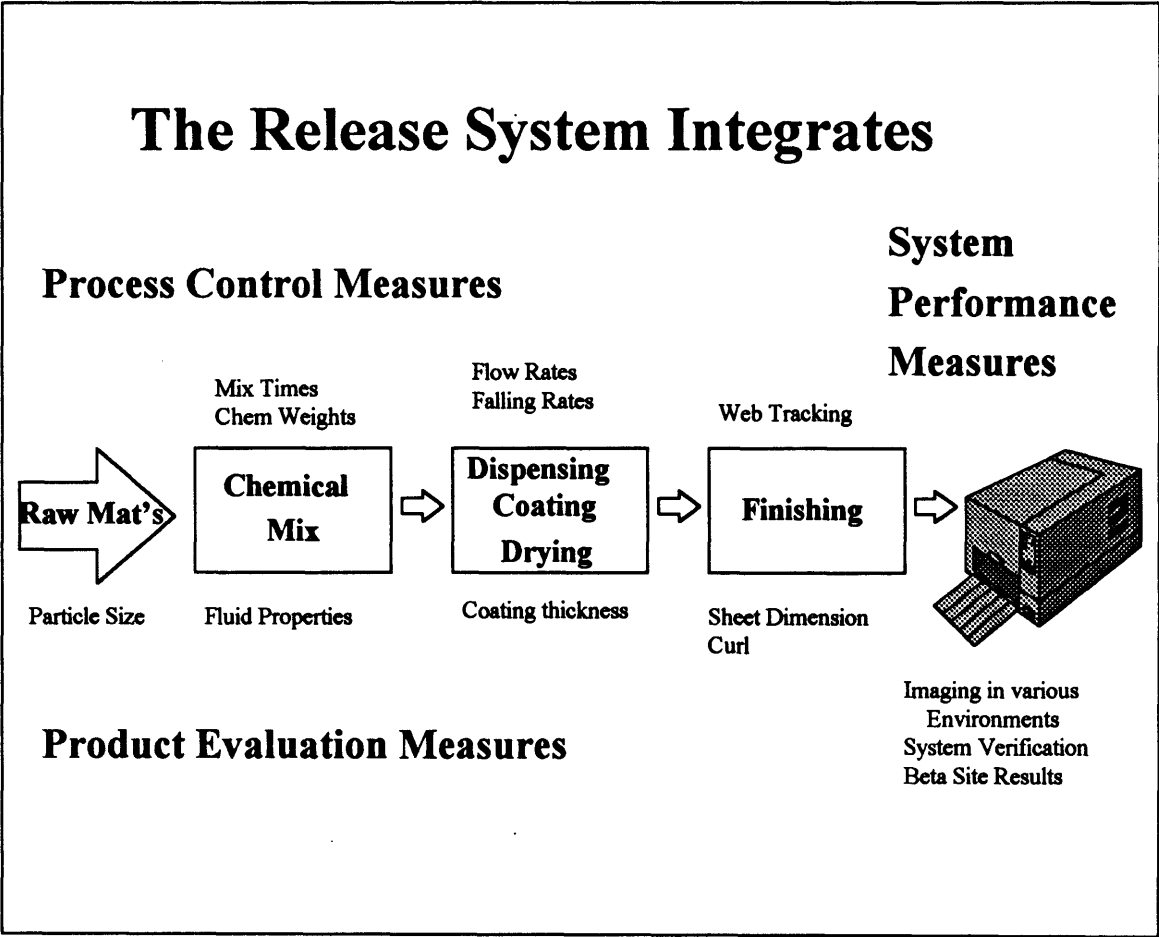 The Release System Integrates
Process Control Measures
System
Performance
Measures
Mix Times
Chem Weights
Flow Rates
Falling Rates
Web Tracking
Raw Mat's
Chemical
Mix
Dispensing
Coating
Drying
Finishing
Particle Size
Fluid Properties
Coating thickness
Sheet Dimension
Curl
Imaging in various
Environments
System Verification
Beta Site Results
Product Evaluation Measures